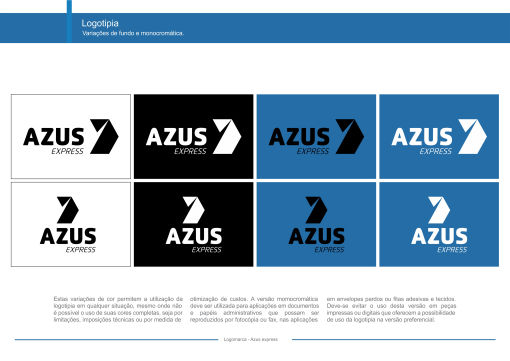 Logotipia
Variações de fundo e monocromática.
AZUS
EXPRESS
AZUS
EXPRESS
AZUS
EXPRESS
AZUS
EXPRESS
AZUS
EXPRESS
AZUS
EXPRESS
AZUS
EXPRESS
AZUS
EXPRESS
Estas variações de cor permitem a utilização de
logotipia em qualquer situação, mesmo onde não
é possível o uso de suas cores completas, seja por
limitações, imposições técnicas ou por medida de
otimização de custos. A versão monocromática
deve ser utilizada para aplicações em documentos
e papéis administrativos que possam ser
reproduzidos por fotocópia ou fax, nas aplicações
em envelopes pardos ou fitas adesivas e tecidos.
Deve-se evitar o uso desta versão em peças
impressas ou digitais que oferecem a possibilidade
de uso da logotipia na versão preferencial.
Logomarca - Azus express